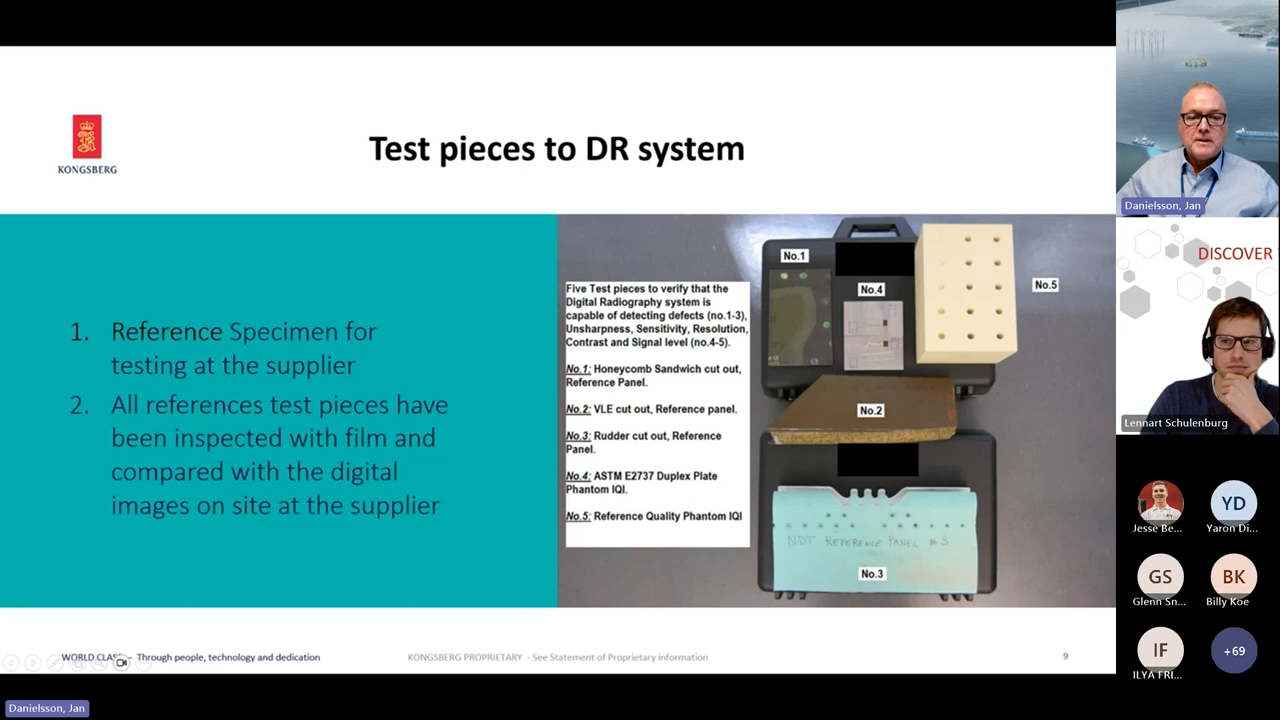 KONGSBERG
Test pieces to DR system
1. Reference Specimen for
testing at the supplier
2. All references test pieces have
been inspected with film and
compared with the digital
images on site at the supplier
Five Test pieces to verify that the
Digital Radiography system is
capable of detecting defects (no.1-3),
Unsharpness, Sensitivity, Resolution,
Contrast and Signal level (no.4-5).
No.1: Honeycomb Sandwich cut out,
Reference Panel.
No.2: VLE cut out, Reference panel.
No.3: Rudder cut out, Reference
Panel.
No.4: ASTM E2737 Duplex Plate
Phantom IQI.
No.5: Reference Quality Phantom IQI
No.1
No.4
No.5
No.2
NDT REFERENCE PANEL #3
No.3
WORLD – Through people, technology and dedication
KONGSBERG PROPRIETARY - See Statement of Proprietary information
9
Danielsson, Jan
DISCOVER
Lennart Schulenburg
Jesse Be...
YD
Yaron Di...
GS
Glenn Sn...
BK
Billy Koe
IF
ILYA FRI...
+69
Danielsson, Jan